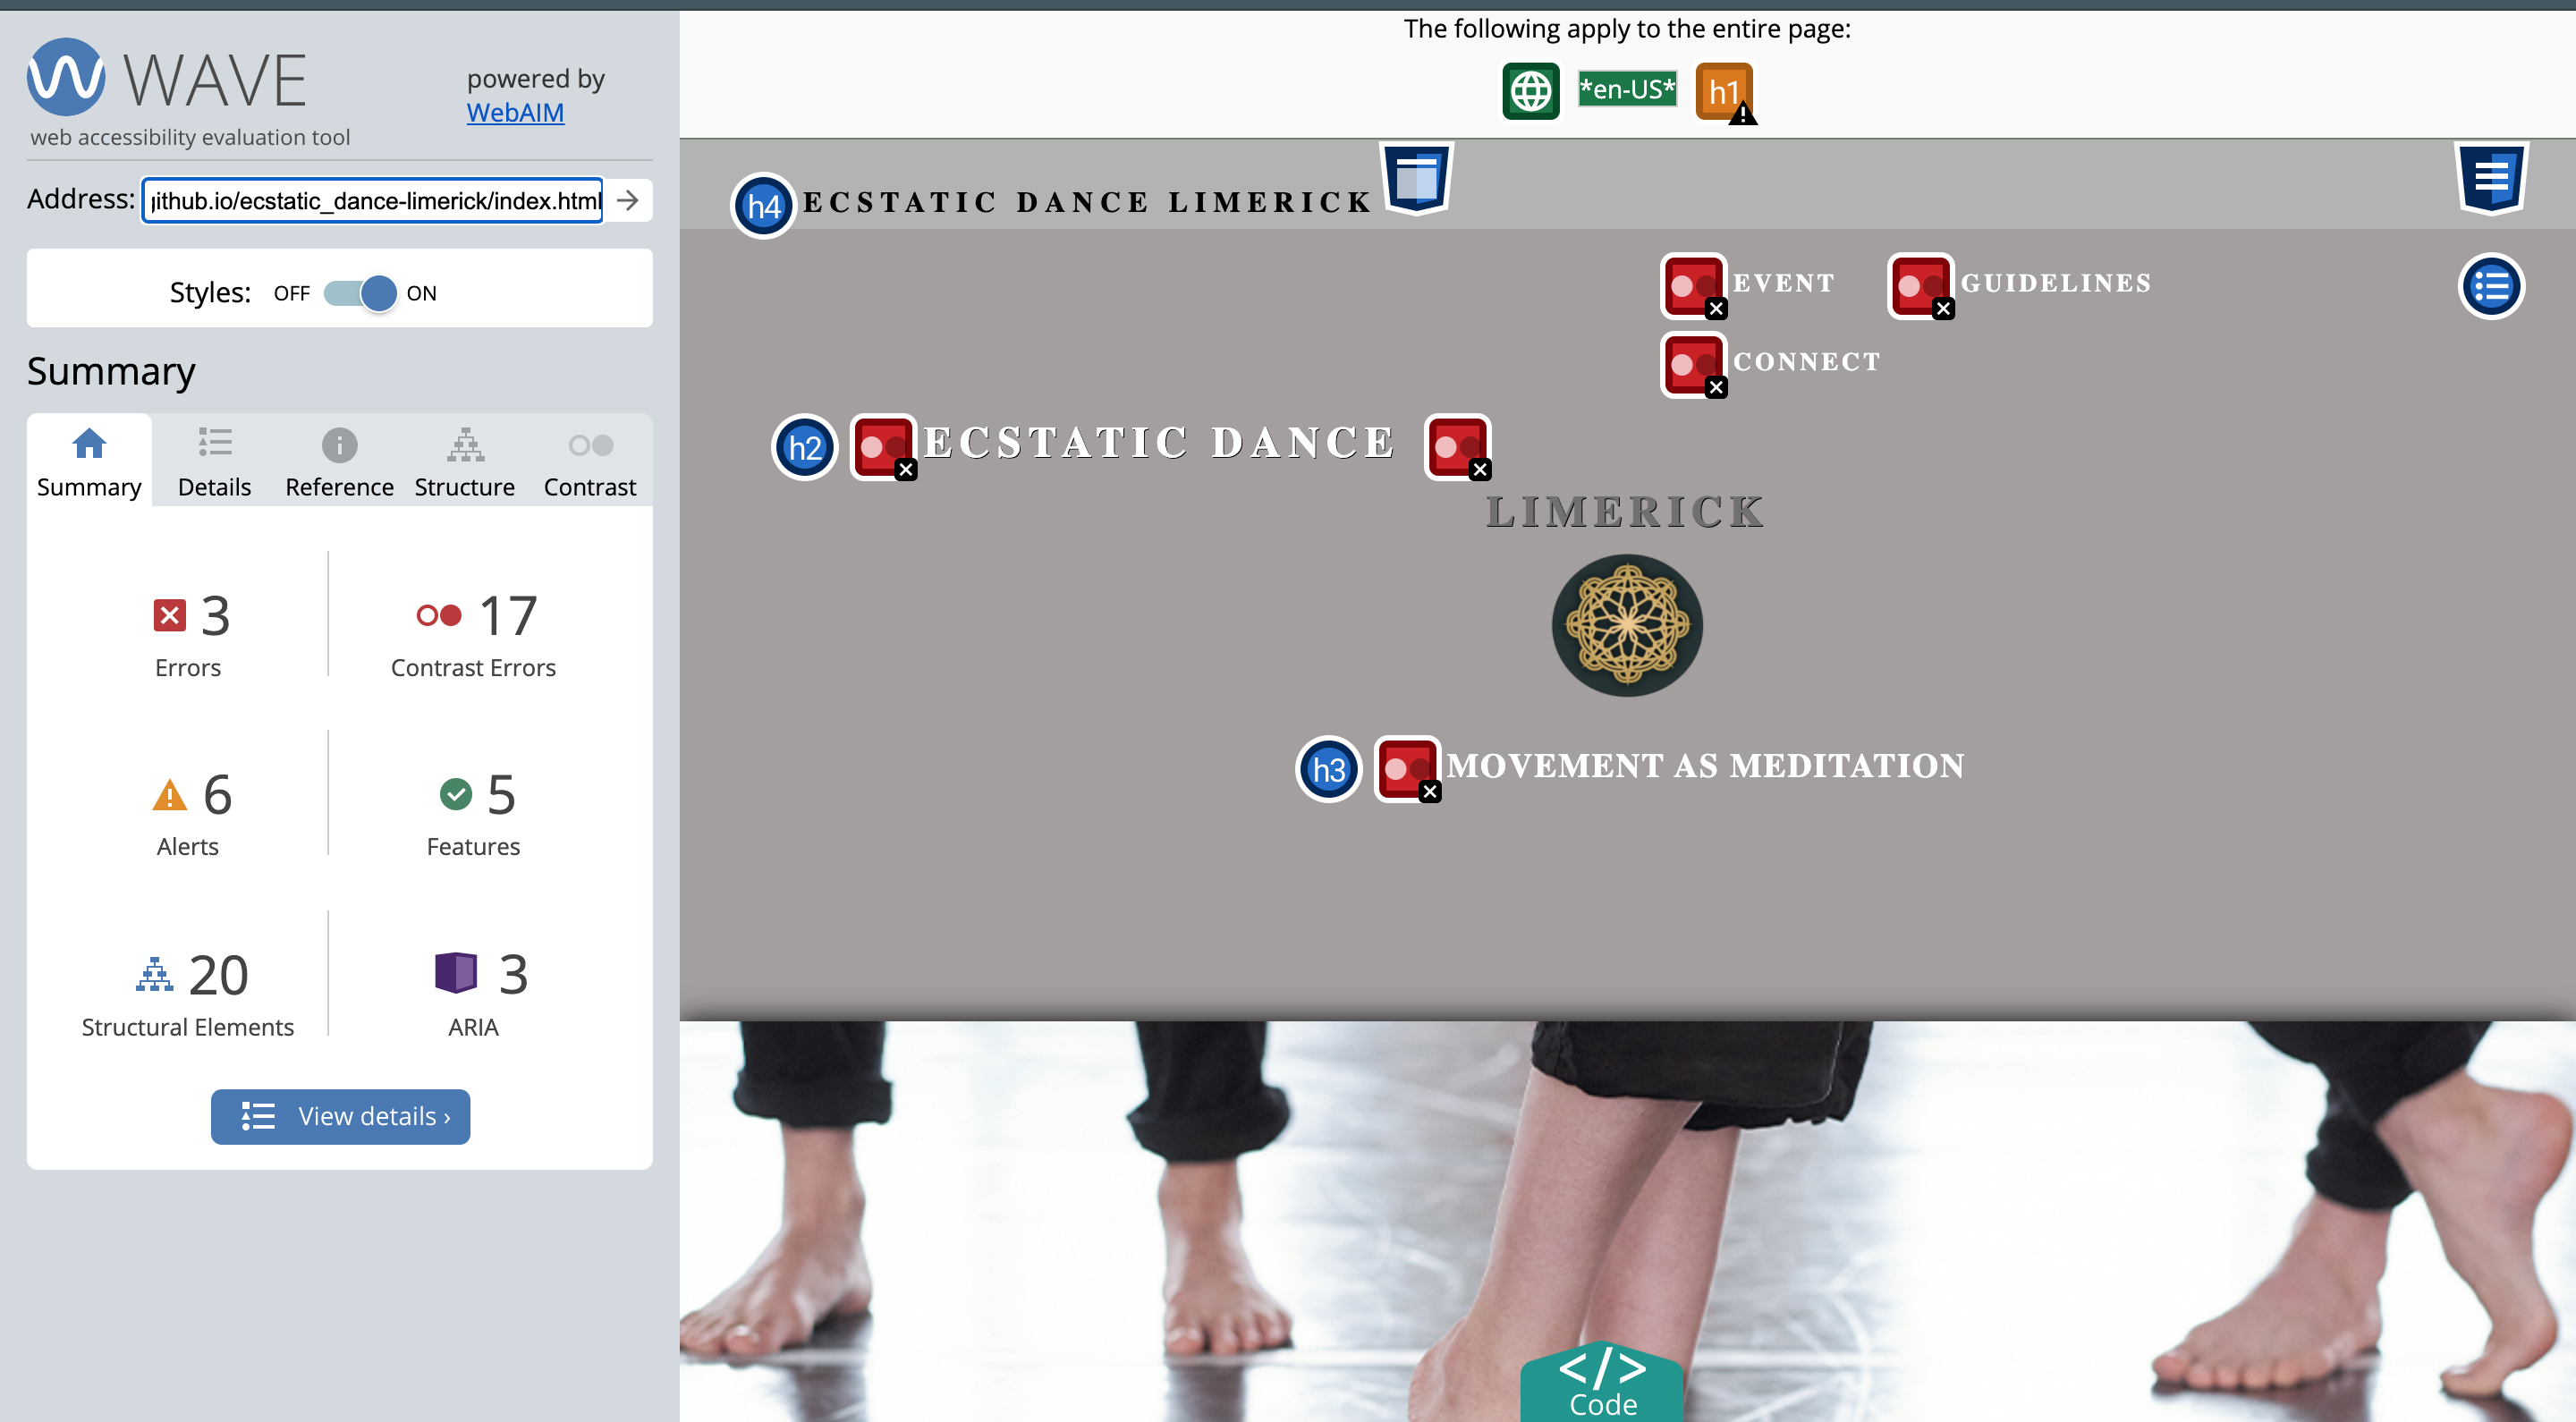 WAVE
powered by
WebAIM
web accessibility evaluation tool
Address: github.io/ecstatic_dance-limerick/index.html
Styles: OFF ON
Summary
Summary Details Reference Structure Contrast
3 17
Errors Contrast Errors
6 5
Alerts Features
20 3
Structural Elements ARIA
View details ›
The following apply to the entire page:
*en-US* h1
h4 ECSTATIC DANCE LIMERICK
EVENT GUIDELINES
CONNECT
h2 ECSTATIC DANCE
LIMERICK
h3 MOVEMENT AS MEDITATION
</>
Code